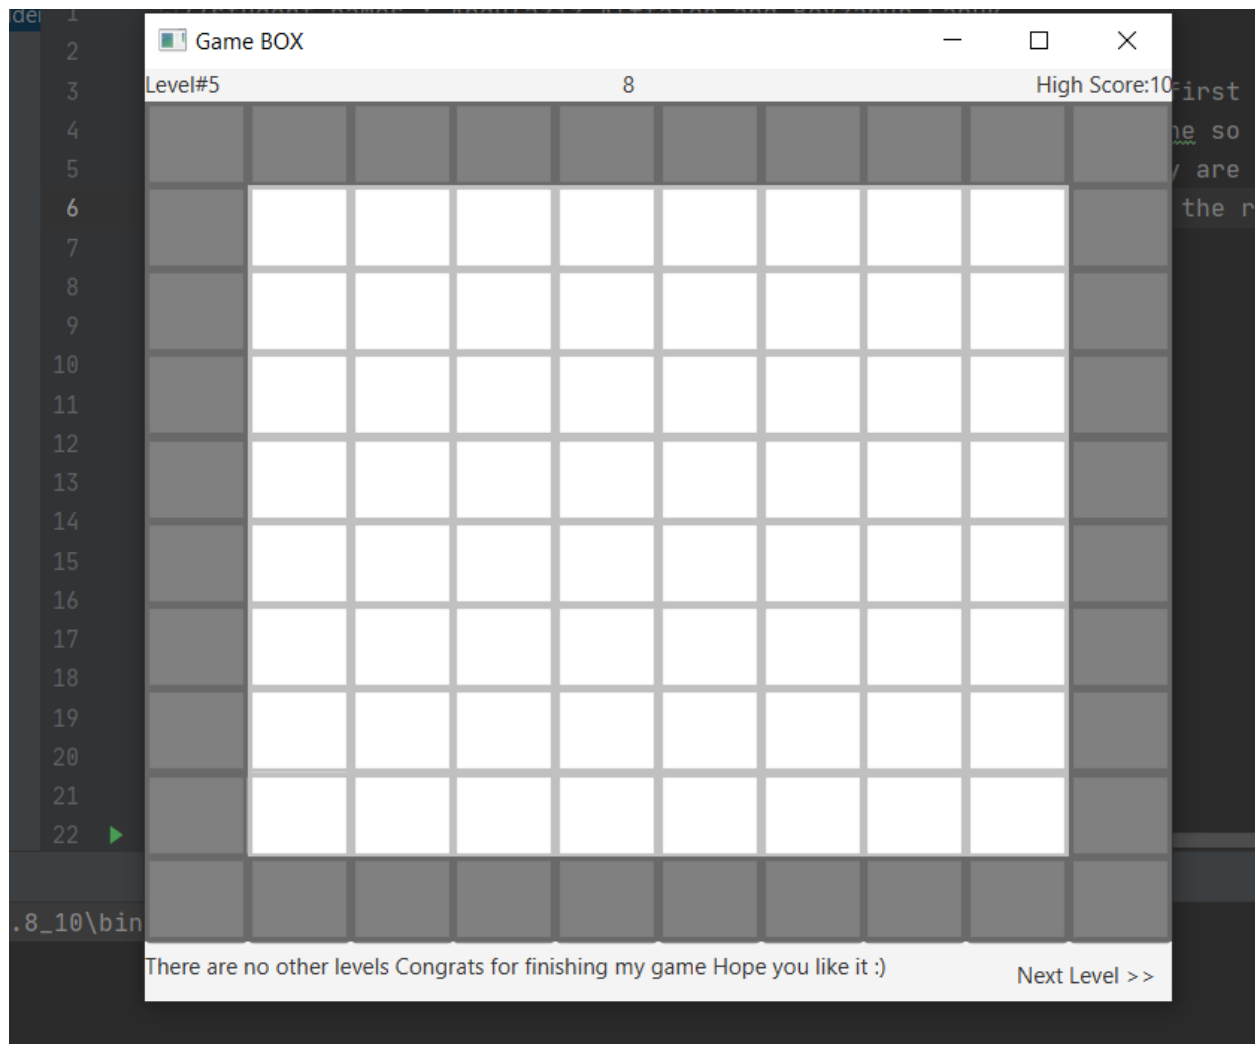 der
1
Game BOX
2
Level#5 8 High Score:10
3 first
4 so
5 are
6 the r
7
8
9
10
11
12
13
14
15
16
17
18
19
20
21
22
.8_10\bin
There are no other levels Congrats for finishing my game Hope you like it :)
Next Level >>